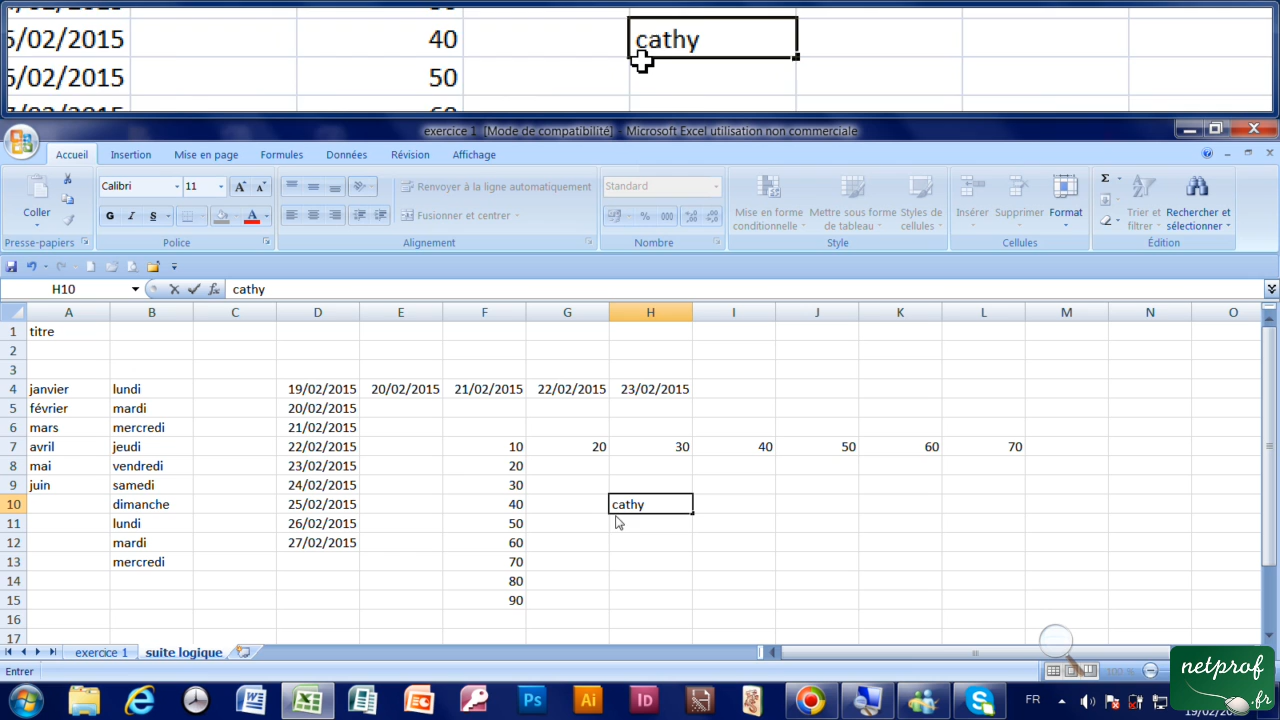 5/02/2015 40 cathy
6/02/2015 50
exercice 1 [Mode de compatibilité] - Microsoft Excel utilisation non commerciale
Accueil Insertion Mise en page Formules Données Révision Affichage
Calibri 11 Renvoyer à la ligne automatiquement Standard
Coller G I S A Fusionner et centrer % 000
Mise en forme conditionnelle Mettre sous forme de tableau Styles de cellules Insérer Supprimer Format Trier et filtrer Rechercher et sélectionner
Presse-papiers Police Alignement Nombre Style Cellules Édition
H10 fx cathy
A B C D E F G H I J K L M N O
1 titre
2
3
4 janvier lundi 19/02/2015 20/02/2015 21/02/2015 22/02/2015 23/02/2015
5 février mardi 20/02/2015
6 mars mercredi 21/02/2015
7 avril jeudi 22/02/2015 10 20 30 40 50 60 70
8 mai vendredi 23/02/2015 20
9 juin samedi 24/02/2015 30
10 dimanche 25/02/2015 40 cathy
11 lundi 26/02/2015 50
12 mardi 27/02/2015 60
13 mercredi 70
14 80
15 90
16
17
exercice 1 suite logique
Entrer 100 %
Ps Ai Id FR
netprof.fr